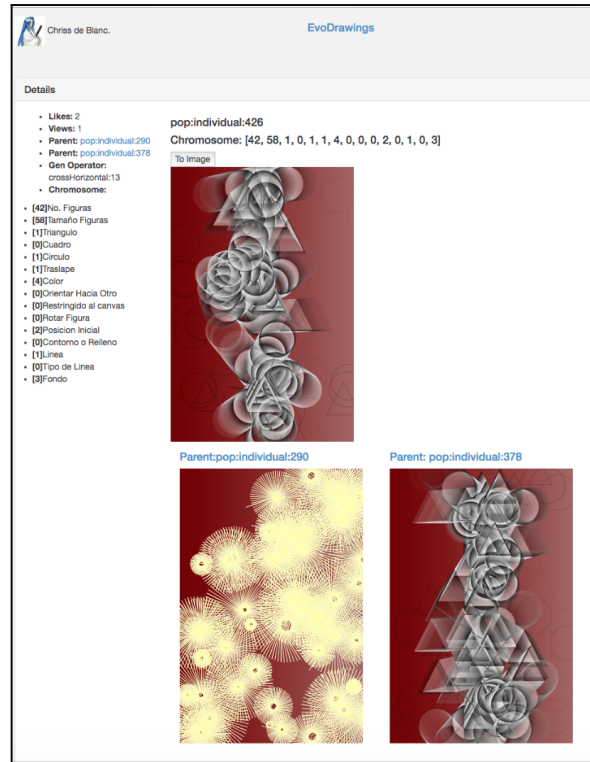 Chriss de Blanc.
EvoDrawings
Details
Likes: 2
Views: 1
Parent: pop:individual:290
Parent: pop:individual:378
Gen Operator:
crossHorizontal:13
Chromosome:
[42]No. Figuras
[58]Tamaño Figuras
[1]Triangulo
[0]Cuadro
[1]Circulo
[1]Traslape
[4]Color
[0]Orientar Hacia Otro
[0]Restringido al canvas
[0]Rotar Figura
[2]Posicion Inicial
[0]Contorno o Relleno
[1]Linea
[0]Tipo de Linea
[3]Fondo
pop:individual:426
Chromosome: [42, 58, 1, 0, 1, 1, 4, 0, 0, 0, 2, 0, 1, 0, 3]
To Image
Parent:pop:individual:290
Parent: pop:individual:378